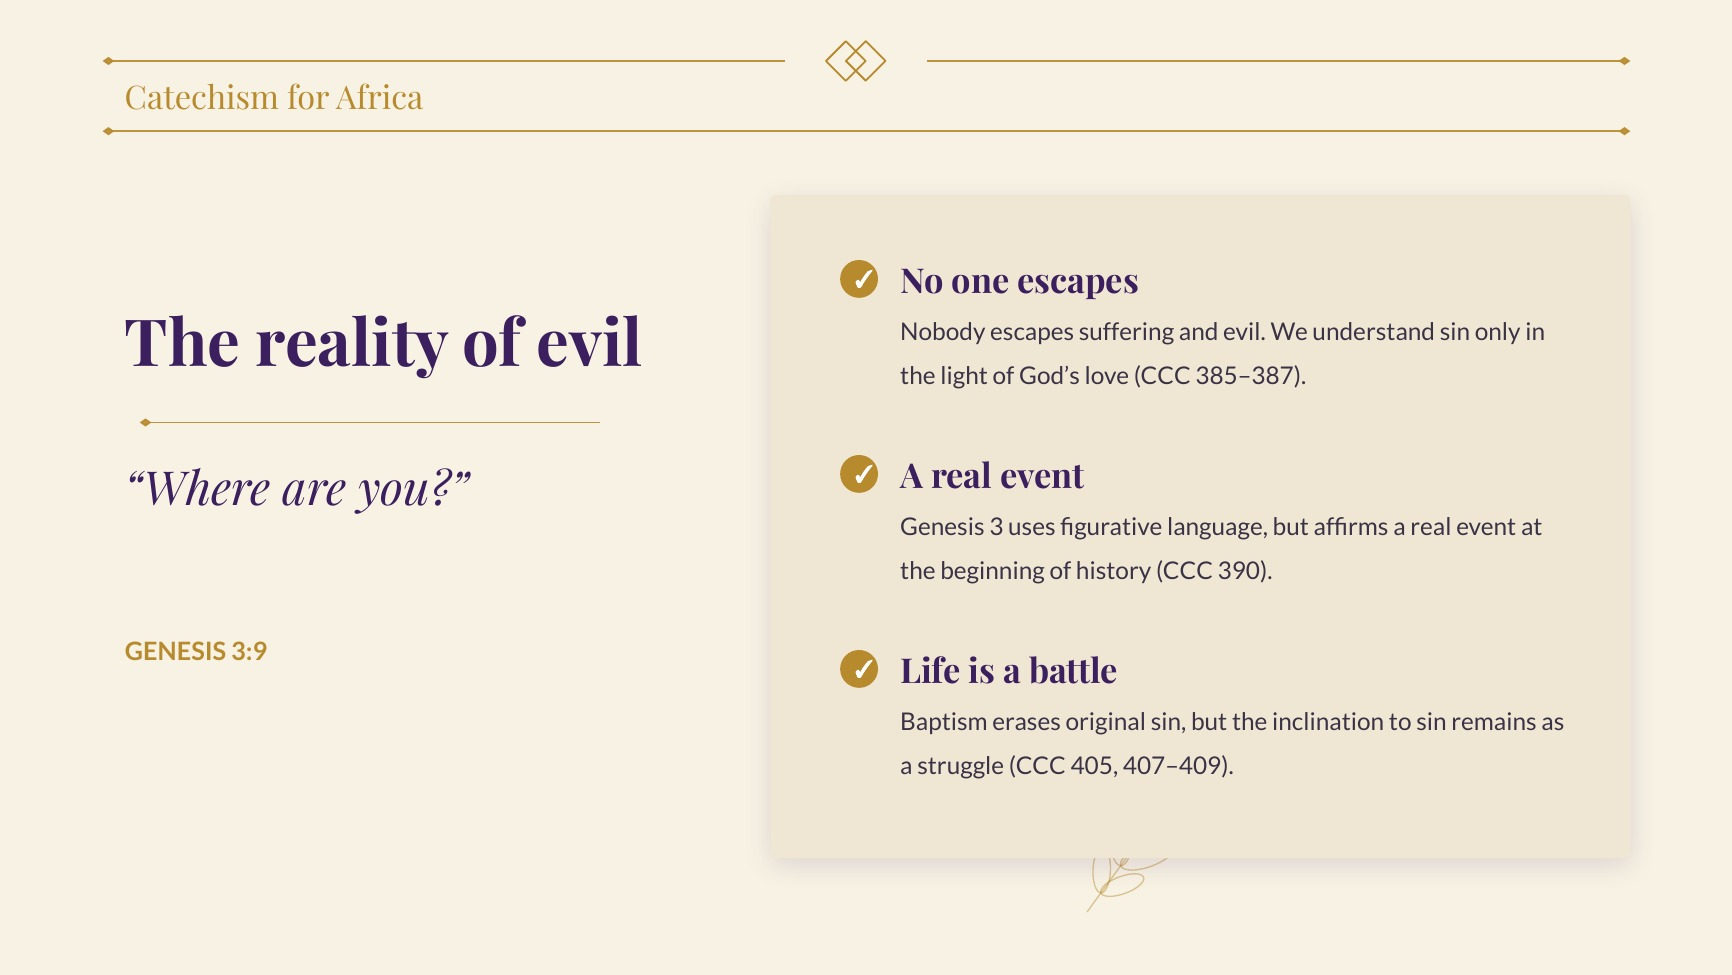 Catechism for Africa
The reality of evil
“Where are you?”
GENESIS 3:9
No one escapes
Nobody escapes suffering and evil. We understand sin only in
the light of God’s love (CCC 385–387).
A real event
Genesis 3 uses figurative language, but affirms a real event at
the beginning of history (CCC 390).
Life is a battle
Baptism erases original sin, but the inclination to sin remains as
a struggle (CCC 405, 407–409).